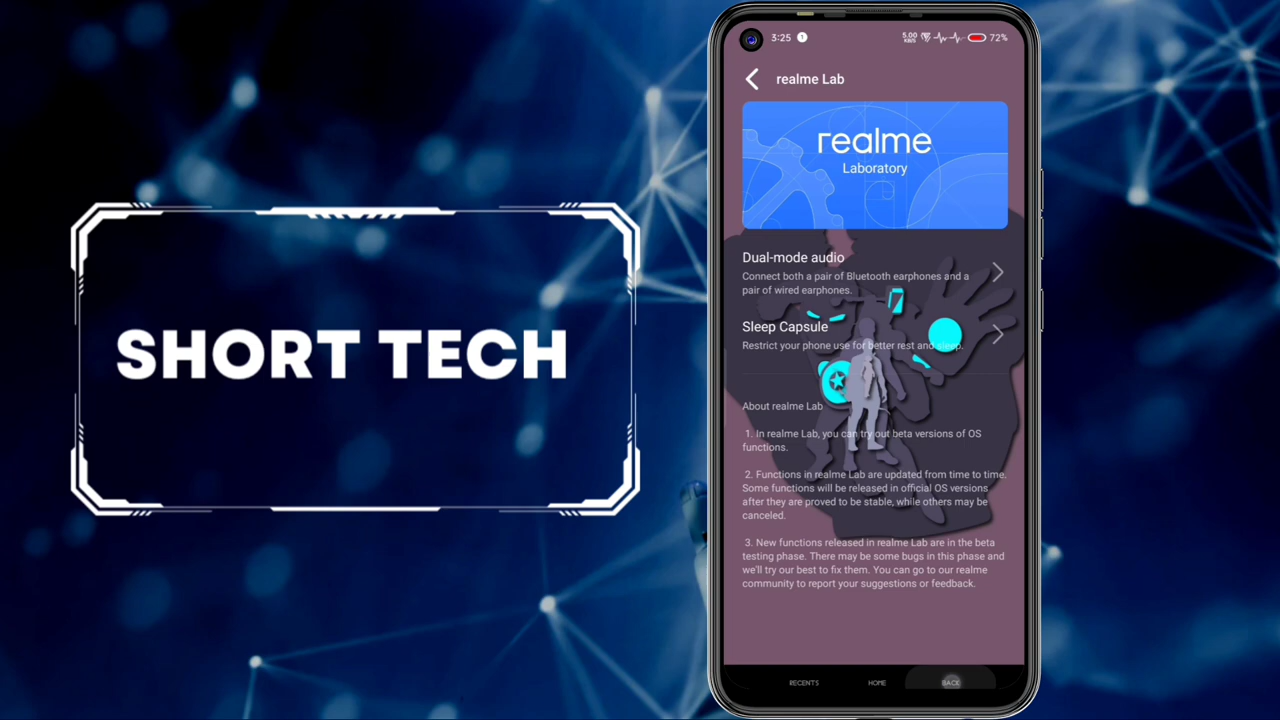 SHORT TECH
3:25
5.00
KB/S
72%
realme Lab
realme
Laboratory
Dual-mode audio
Connect both a pair of Bluetooth earphones and a
pair of wired earphones.
Sleep Capsule
Restrict your phone use for better rest and sleep.
About realme Lab
1. In realme Lab, you can try out beta versions of OS
functions.
2. Functions in realme Lab are updated from time to time.
Some functions will be released in official OS versions
after they are proved to be stable, while others may be
canceled.
3. New functions released in realme Lab are in the beta
testing phase. There may be some bugs in this phase and
we'll try our best to fix them. You can go to our realme
community to report your suggestions or feedback.
RECENTS HOME BACK